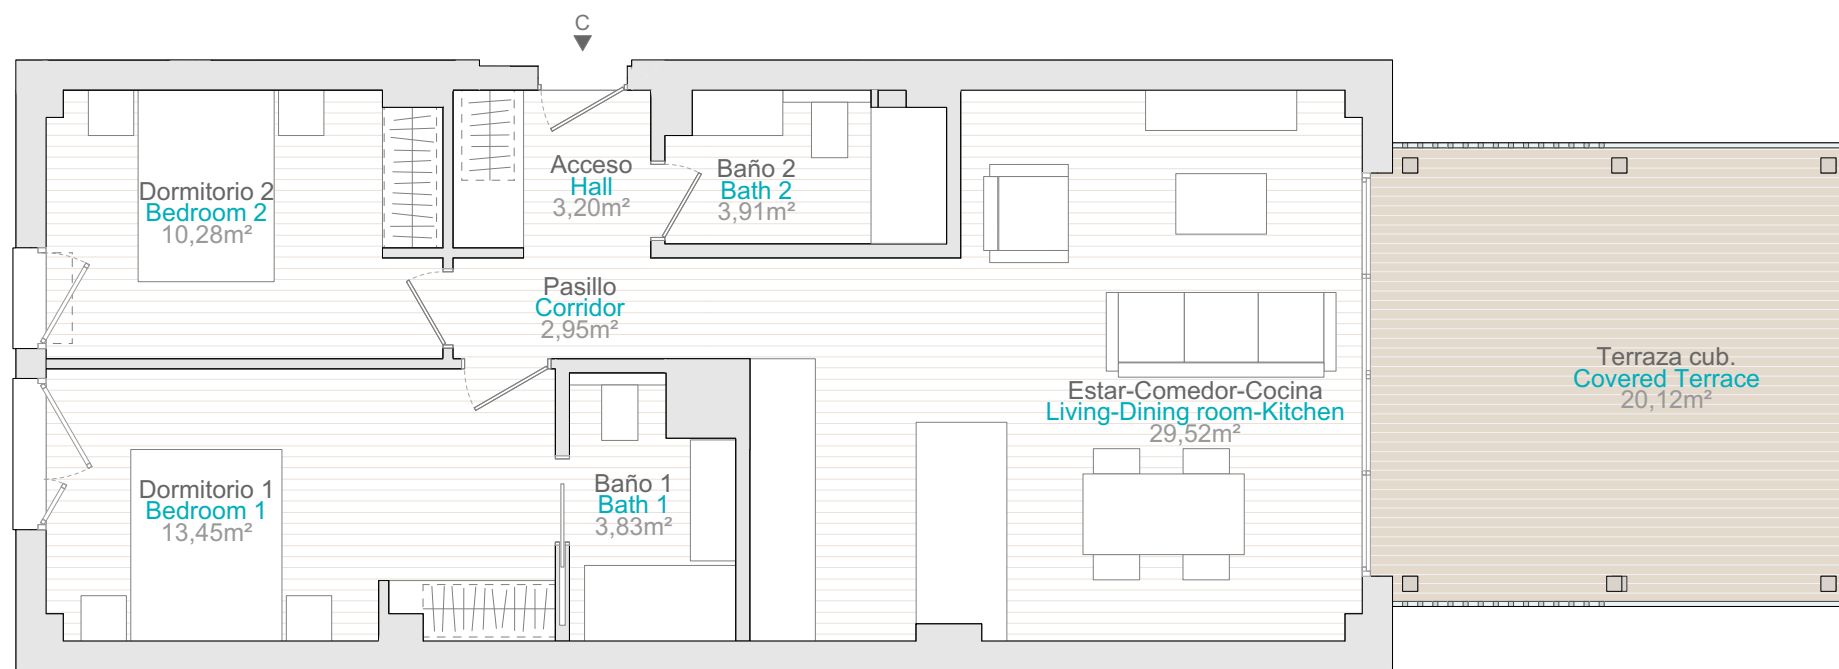 C
Acceso
Hall
3,20m²
Baño 2
Bath 2
3,91m²
Dormitorio 2
Bedroom 2
10,28m²
Pasillo
Corridor
2,95m²
Estar-Comedor-Cocina
Living-Dining room-Kitchen
29,52m²
Terraza cub.
Covered Terrace
20,12m²
Dormitorio 1
Bedroom 1
13,45m²
Baño 1
Bath 1
3,83m²